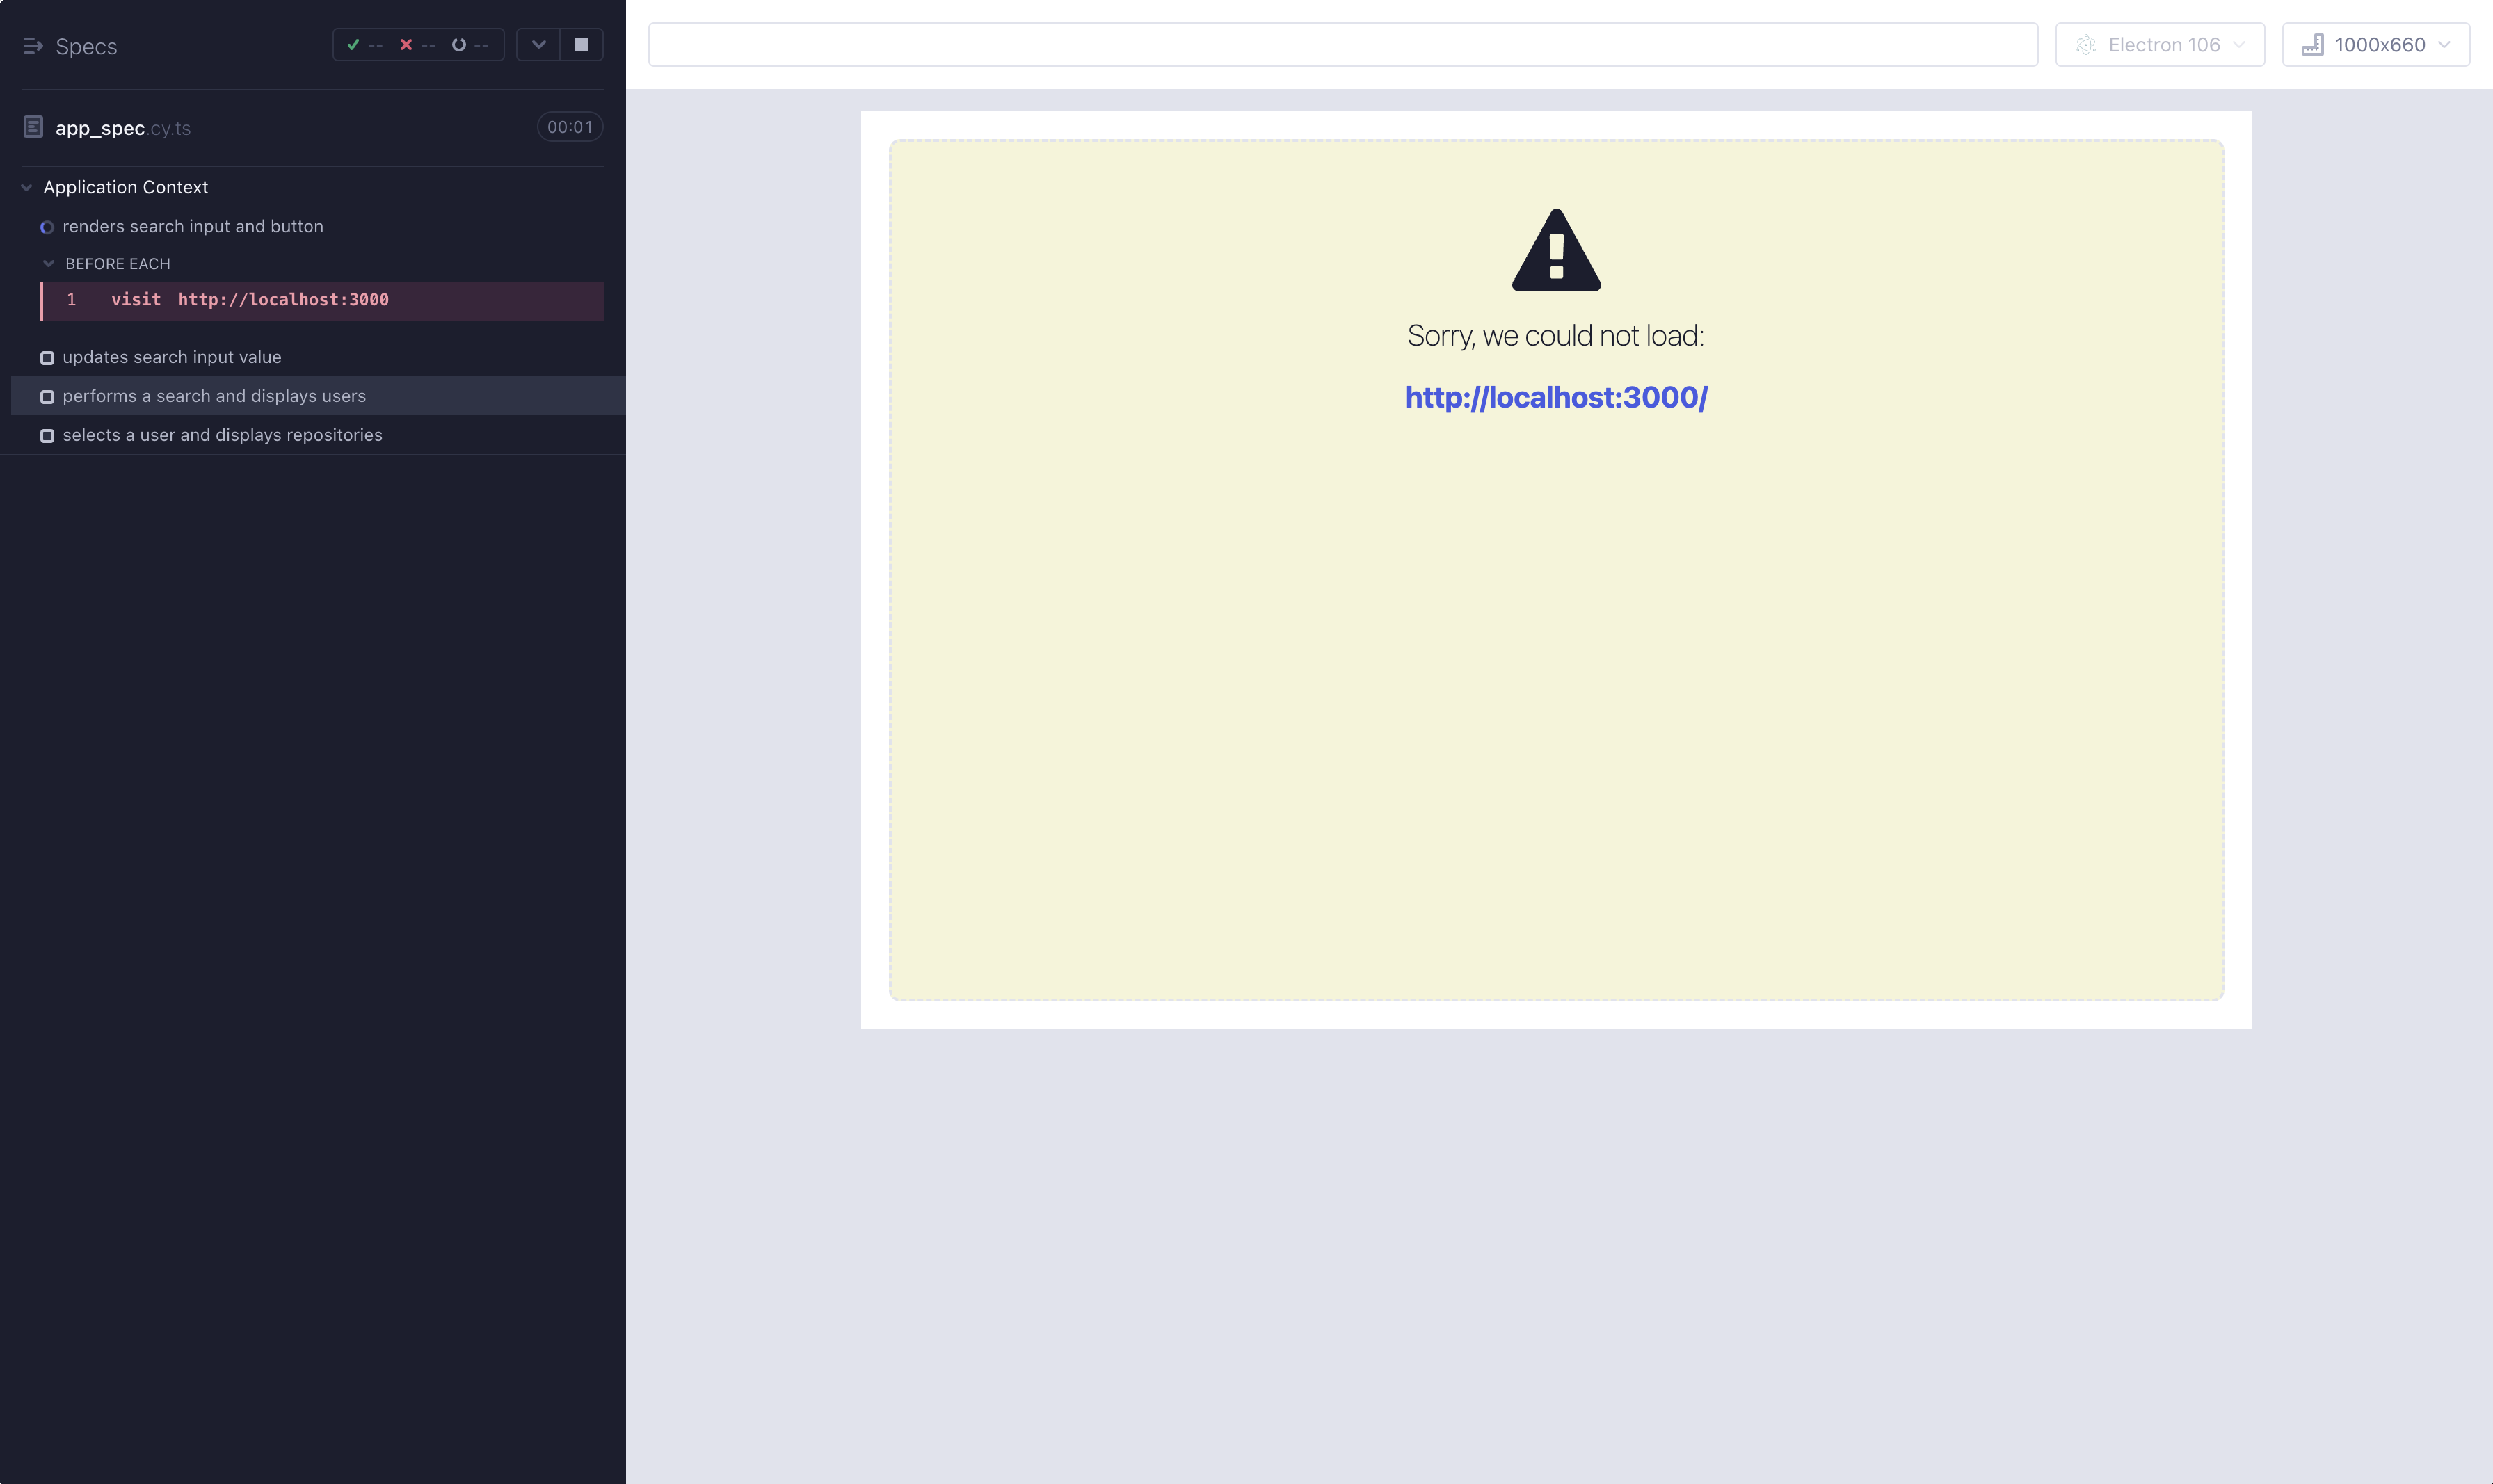 Specs
-- -- --
app_spec.cy.ts
00:01
Application Context
renders search input and button
BEFORE EACH
1 visit http://localhost:3000
updates search input value
performs a search and displays users
selects a user and displays repositories
Electron 106
1000x660
Sorry, we could not load:
http://localhost:3000/